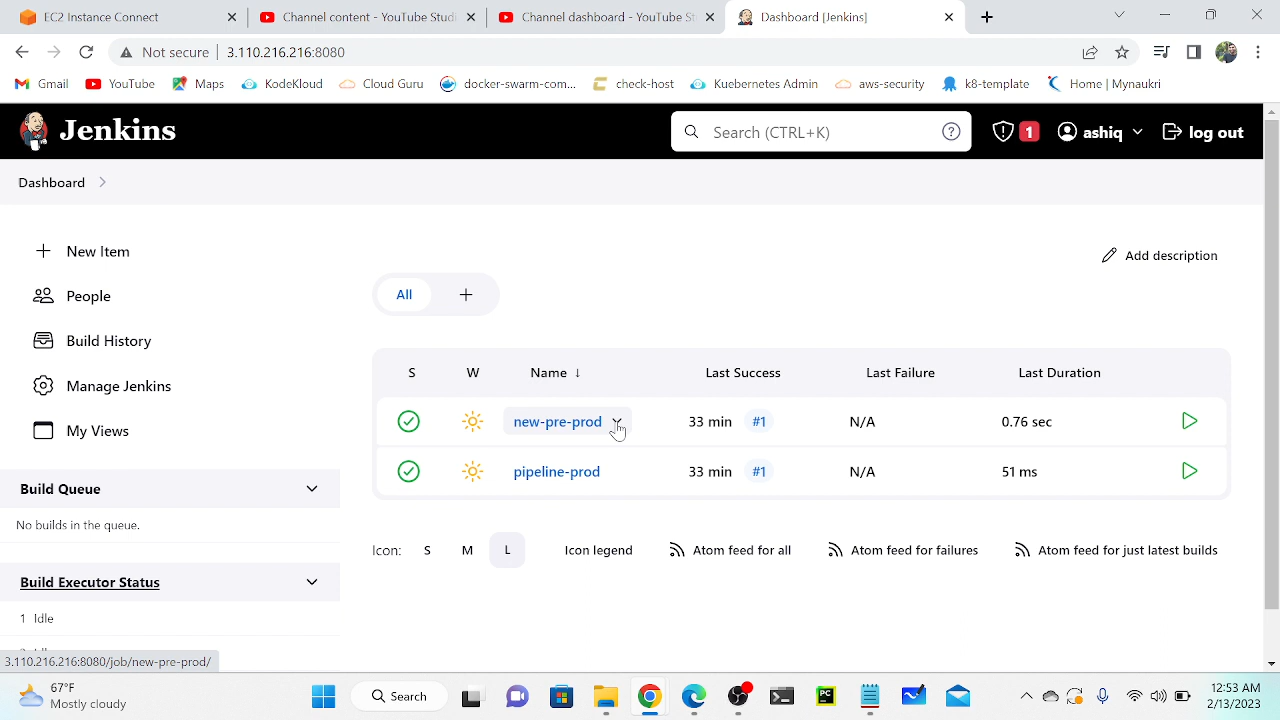 EC2 Instance Connect
Channel content - YouTube Studi
Channel dashboard - YouTube St
Dashboard [Jenkins]
Not secure 3.110.216.216:8080
Gmail YouTube Maps KodeKloud Cloud Guru docker-swarm-com... check-host Kuebernetes Admin aws-security k8-template Home | Mynaukri
Jenkins
Search (CTRL+K)
1
ashiq
log out
Dashboard
New Item
People
Build History
Manage Jenkins
My Views
Add description
All
S W Name ↓ Last Success Last Failure Last Duration
new-pre-prod 33 min #1 N/A 0.76 sec
pipeline-prod 33 min #1 N/A 51 ms
Icon: S M L Icon legend Atom feed for all Atom feed for failures Atom feed for just latest builds
Build Queue
No builds in the queue.
Build Executor Status
1 Idle
3.110.216.216:8080/job/new-pre-prod/
67°F
Mostly cloudy
Search
PC
12:53 AM
2/13/2023